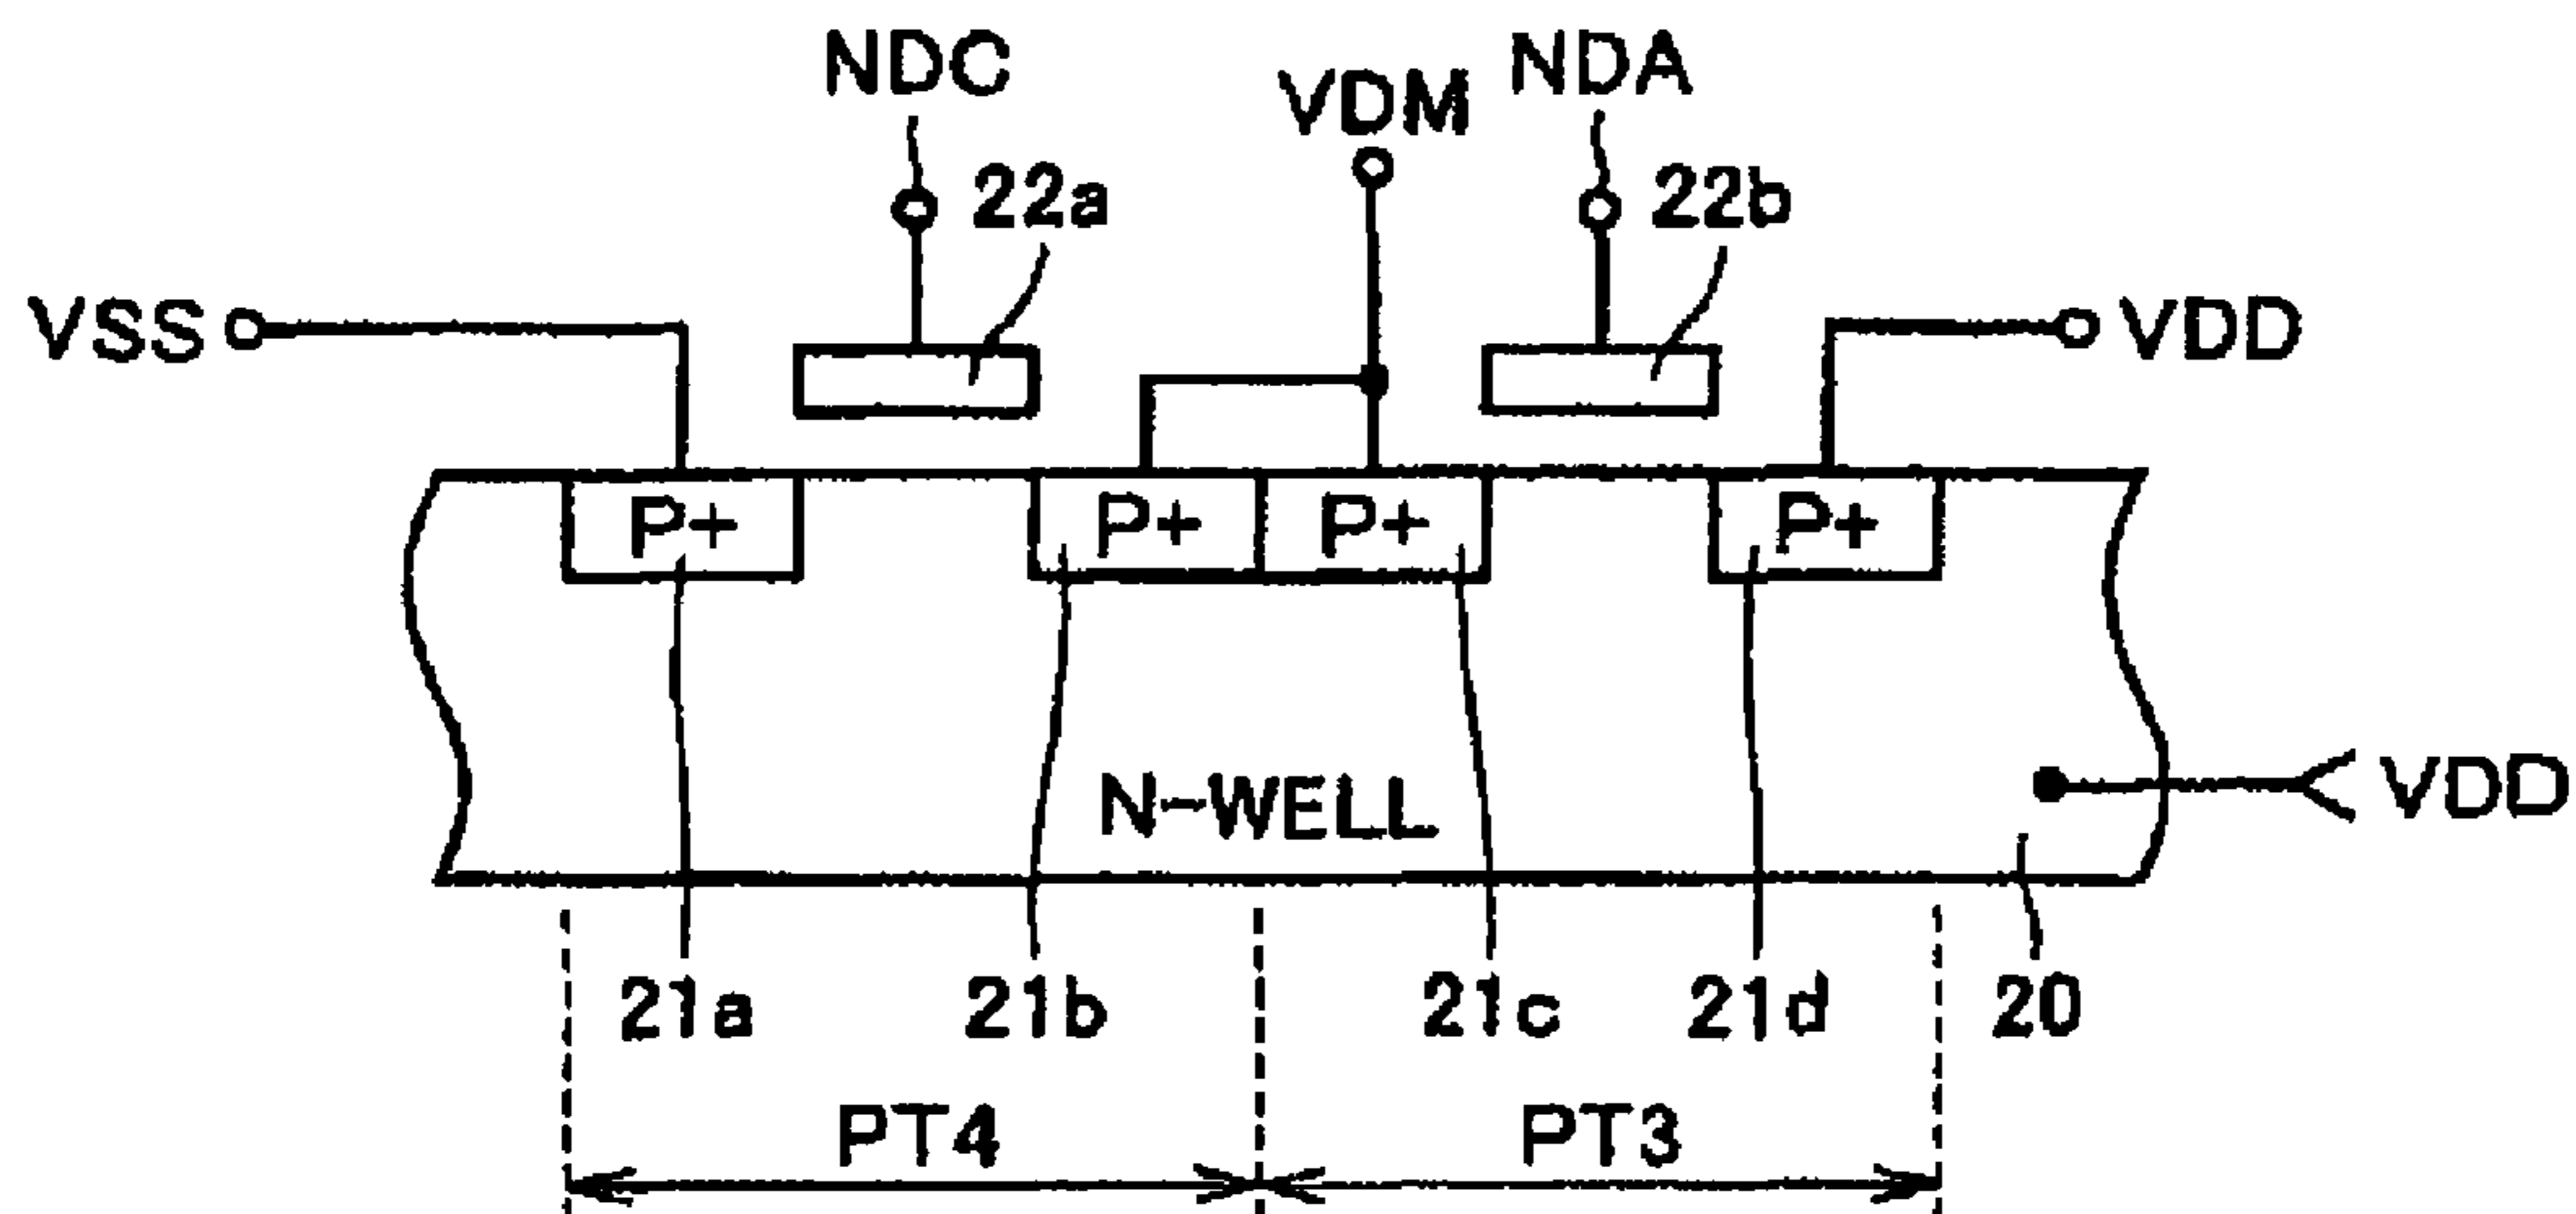 NDC VDM NDA
22a 22b
VSS VDD
P+ P+ P+ P+
N-WELL VDD
21a 21b 21c 21d 20
PT4 PT3